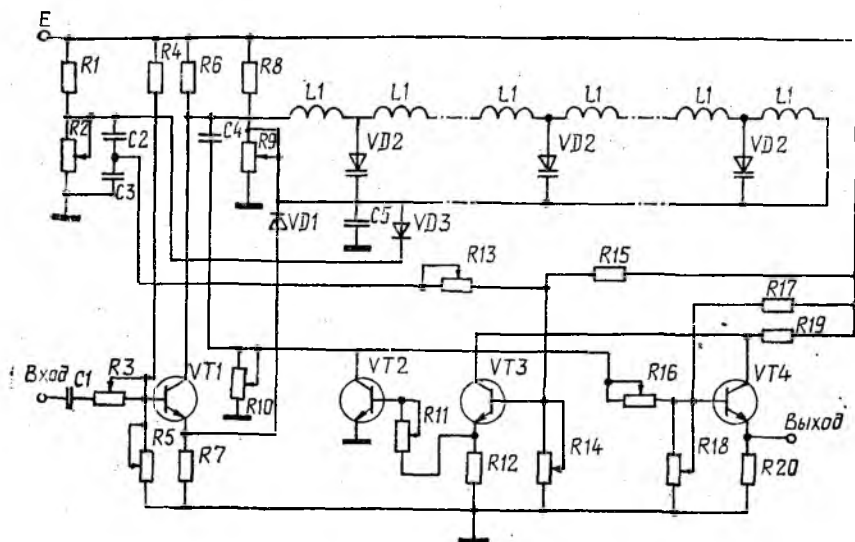 E
R1 R4 R6 R8
L1 L1 L1 L1 L1 L1
R2 C2 C4 R9 VD2 VD2 VD2
C3
VD1 C5 VD3
R13 R15
R17
R19
Вход C1 R3 VT1 VT2 VT3 R16 VT4
R10 R11
Выход
R5 R7 R12 R14 R18 R20